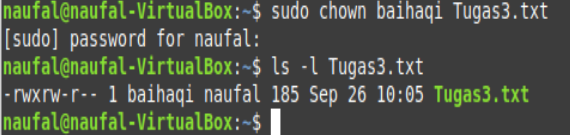 naufal@naufal-VirtualBox:~$ sudo chown baihaqi Tugas3.txt
[sudo] password for naufal:
naufal@naufal-VirtualBox:~$ ls -l Tugas3.txt
-rwxrw-r-- 1 baihaqi naufal 185 Sep 26 10:05 Tugas3.txt
naufal@naufal-VirtualBox:~$